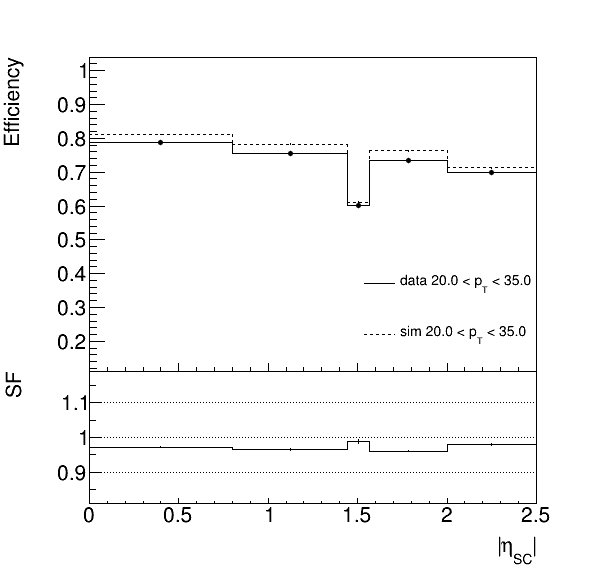 Efficiency
1
0.9
0.8
0.7
0.6
0.5
0.4
0.3
0.2
data 20.0 < p_T < 35.0
sim 20.0 < p_T < 35.0
SF
1.1
1
0.9
0 0.5 1 1.5 2 2.5
|η_SC|